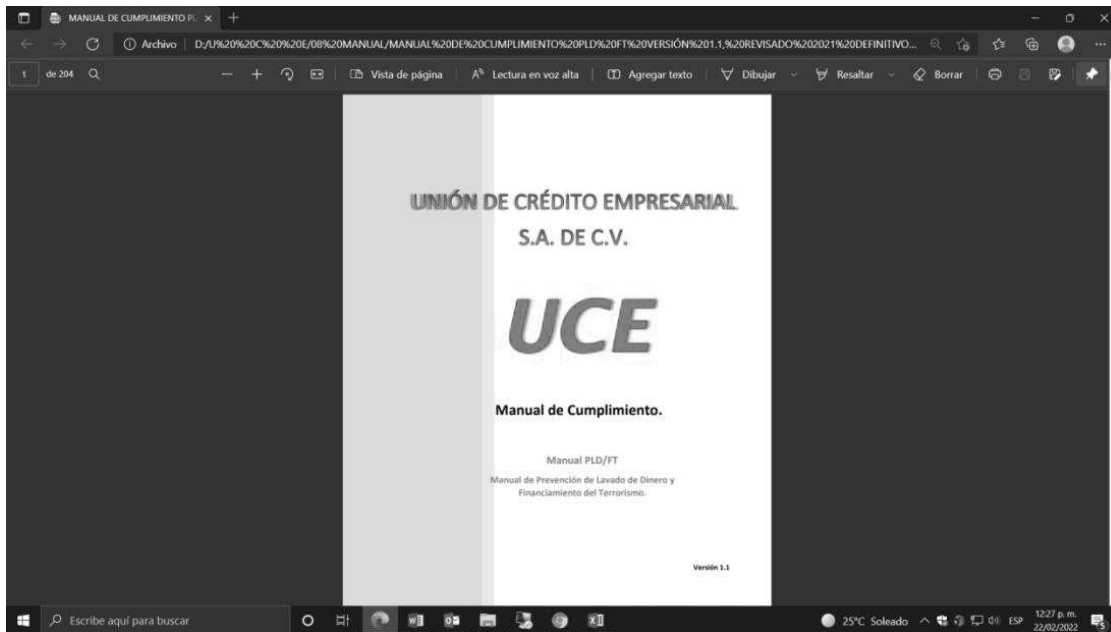 MANUAL DE CUMPLIMIENTO PL
Archivo D:/U%20%20C%20%20E/08%20MANUAL/MANUAL%20DE%20CUMPLIMIENTO%20PLD%20FT%20VERSIÓN%201.1,%20REVISADO%202021%20DEFINITIVO...
1 de 204 Vista de página Lectura en voz alta Agregar texto Dibujar Resaltar Borrar
UNIÓN DE CRÉDITO EMPRESARIAL
S.A. DE C.V.
UCE
Manual de Cumplimiento.
Manual PLD/FT
Manual de Prevención de Lavado de Dinero y
Financiamiento del Terrorismo.
Versión 1.1
Escribe aquí para buscar
25°C Soleado ESP
12:27 p. m.
22/02/2022
5